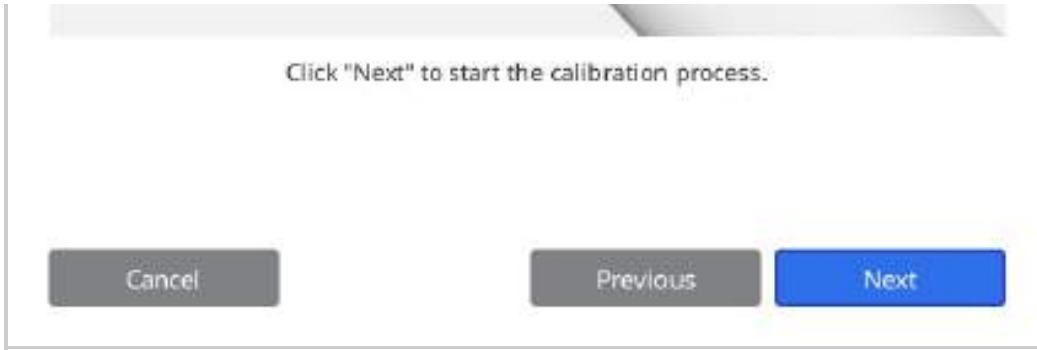 Click "Next" to start the calibration process.
Cancel Previous Next